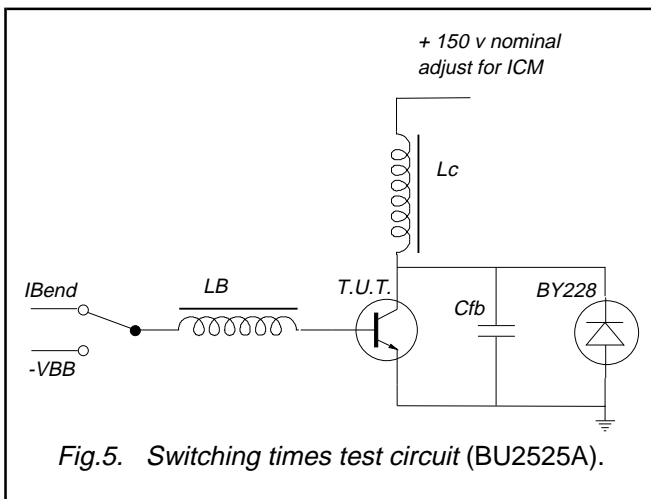 + 150 v nominal
adjust for ICM
Lc
IBend
LB
T.U.T.
Cfb
BY228
-VBB
Fig.5. Switching times test circuit (BU2525A).